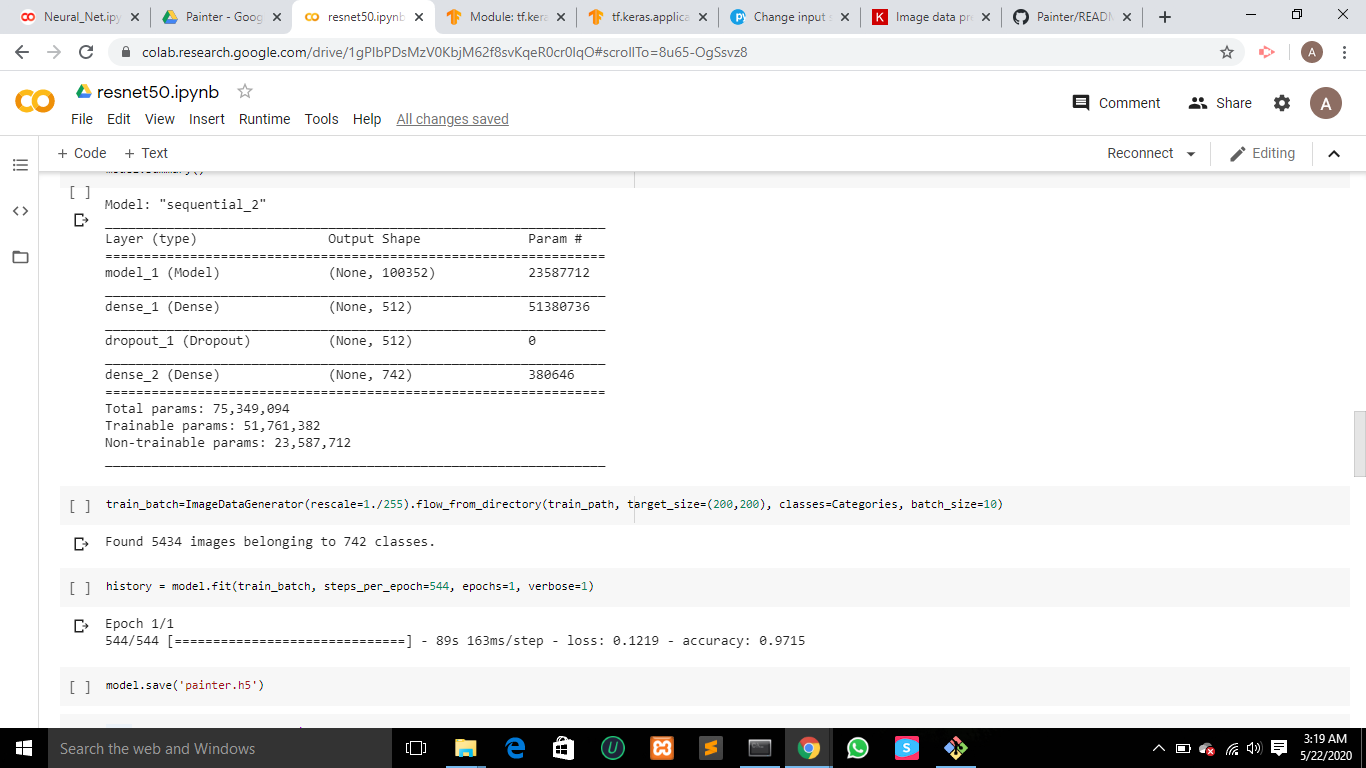 Neural_Net.ipy
Painter - Goog
resnet50.ipynb
Module: tf.kera
tf.keras.applica
Change input s
Image data pre
Painter/READM
colab.research.google.com/drive/1gPIbPDsMzV0KbjM62f8svKqeR0cr0IqO#scrollTo=8u65-OgSsvz8
A
resnet50.ipynb
Comment
Share
A
File Edit View Insert Runtime Tools Help All changes saved
+ Code + Text
Reconnect
Editing
model.summary()
[ ]
Model: "sequential_2"
Layer (type) Output Shape Param #
=================================================================
model_1 (Model) (None, 100352) 23587712
dense_1 (Dense) (None, 512) 51380736
dropout_1 (Dropout) (None, 512) 0
dense_2 (Dense) (None, 742) 380646
=================================================================
Total params: 75,349,094
Trainable params: 51,761,382
Non-trainable params: 23,587,712
[ ] train_batch=ImageDataGenerator(rescale=1./255).flow_from_directory(train_path, target_size=(200,200), classes=Categories, batch_size=10)
Found 5434 images belonging to 742 classes.
[ ] history = model.fit(train_batch, steps_per_epoch=544, epochs=1, verbose=1)
Epoch 1/1
544/544 [==============================] - 89s 163ms/step - loss: 0.1219 - accuracy: 0.9715
[ ] model.save('painter.h5')
Search the web and Windows
3:19 AM
5/22/2020